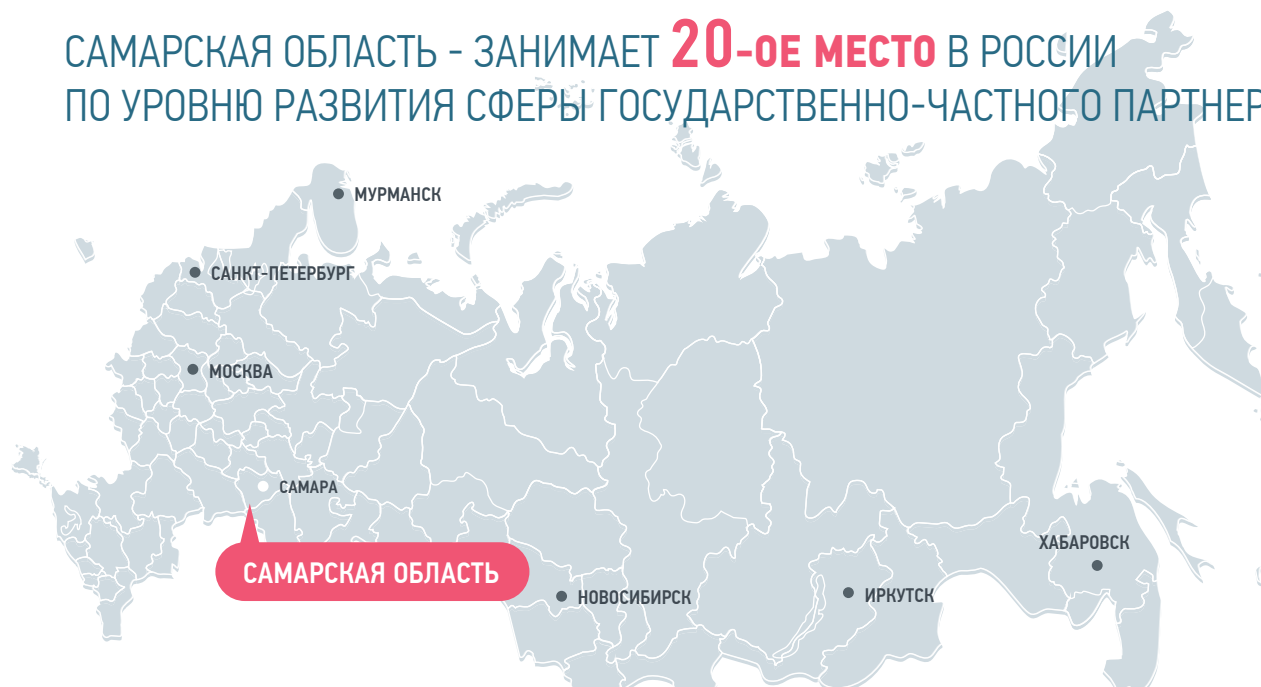 САМАРСКАЯ ОБЛАСТЬ - ЗАНИМАЕТ 20-ОЕ МЕСТО В РОССИИ
ПО УРОВНЮ РАЗВИТИЯ СФЕРЫ ГОСУДАРСТВЕННО-ЧАСТНОГО ПАРТНЕР
МУРМАНСК
САНКТ-ПЕТЕРБУРГ
МОСКВА
САМАРА
ХАБАРОВСК
САМАРСКАЯ ОБЛАСТЬ
НОВОСИБИРСК
ИРКУТСК